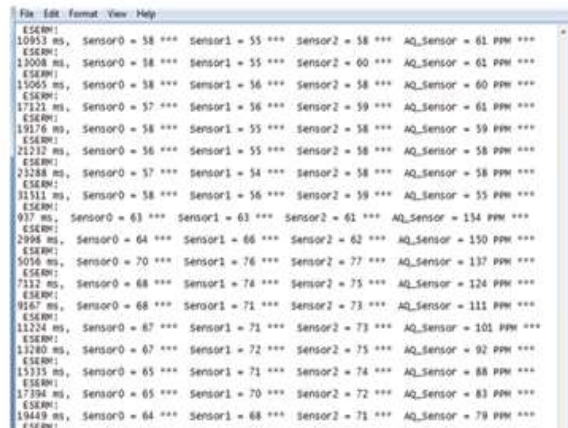 File Edit Format View Help
ESERM!
10953 ms, Sensor0 = 58 *** Sensor1 = 55 *** Sensor2 = 58 *** AQ_Sensor = 61 PPM ***
ESERM!
13008 ms, Sensor0 = 58 *** Sensor1 = 55 *** Sensor2 = 60 *** AQ_Sensor = 61 PPM ***
ESERM!
15065 ms, Sensor0 = 58 *** Sensor1 = 56 *** Sensor2 = 58 *** AQ_Sensor = 60 PPM ***
ESERM!
17121 ms, Sensor0 = 57 *** Sensor1 = 56 *** Sensor2 = 59 *** AQ_Sensor = 61 PPM ***
ESERM!
19176 ms, Sensor0 = 58 *** Sensor1 = 55 *** Sensor2 = 58 *** AQ_Sensor = 59 PPM ***
ESERM!
21232 ms, Sensor0 = 56 *** Sensor1 = 55 *** Sensor2 = 58 *** AQ_Sensor = 58 PPM ***
ESERM!
23288 ms, Sensor0 = 57 *** Sensor1 = 54 *** Sensor2 = 58 *** AQ_Sensor = 58 PPM ***
ESERM!
31511 ms, Sensor0 = 58 *** Sensor1 = 56 *** Sensor2 = 59 *** AQ_Sensor = 55 PPM ***
ESERM!
937 ms, Sensor0 = 63 *** Sensor1 = 63 *** Sensor2 = 61 *** AQ_Sensor = 154 PPM ***
ESERM!
2998 ms, Sensor0 = 64 *** Sensor1 = 66 *** Sensor2 = 62 *** AQ_Sensor = 150 PPM ***
ESERM!
5056 ms, Sensor0 = 70 *** Sensor1 = 76 *** Sensor2 = 77 *** AQ_Sensor = 137 PPM ***
ESERM!
7112 ms, Sensor0 = 68 *** Sensor1 = 74 *** Sensor2 = 75 *** AQ_Sensor = 124 PPM ***
ESERM!
9167 ms, Sensor0 = 68 *** Sensor1 = 71 *** Sensor2 = 73 *** AQ_Sensor = 111 PPM ***
ESERM!
11224 ms, Sensor0 = 67 *** Sensor1 = 71 *** Sensor2 = 73 *** AQ_Sensor = 101 PPM ***
ESERM!
13280 ms, Sensor0 = 67 *** Sensor1 = 72 *** Sensor2 = 75 *** AQ_Sensor = 92 PPM ***
ESERM!
15335 ms, Sensor0 = 65 *** Sensor1 = 71 *** Sensor2 = 74 *** AQ_Sensor = 88 PPM ***
ESERM!
17394 ms, Sensor0 = 65 *** Sensor1 = 70 *** Sensor2 = 72 *** AQ_Sensor = 83 PPM ***
ESERM!
19449 ms, Sensor0 = 64 *** Sensor1 = 68 *** Sensor2 = 71 *** AQ_Sensor = 79 PPM ***
ESERM!